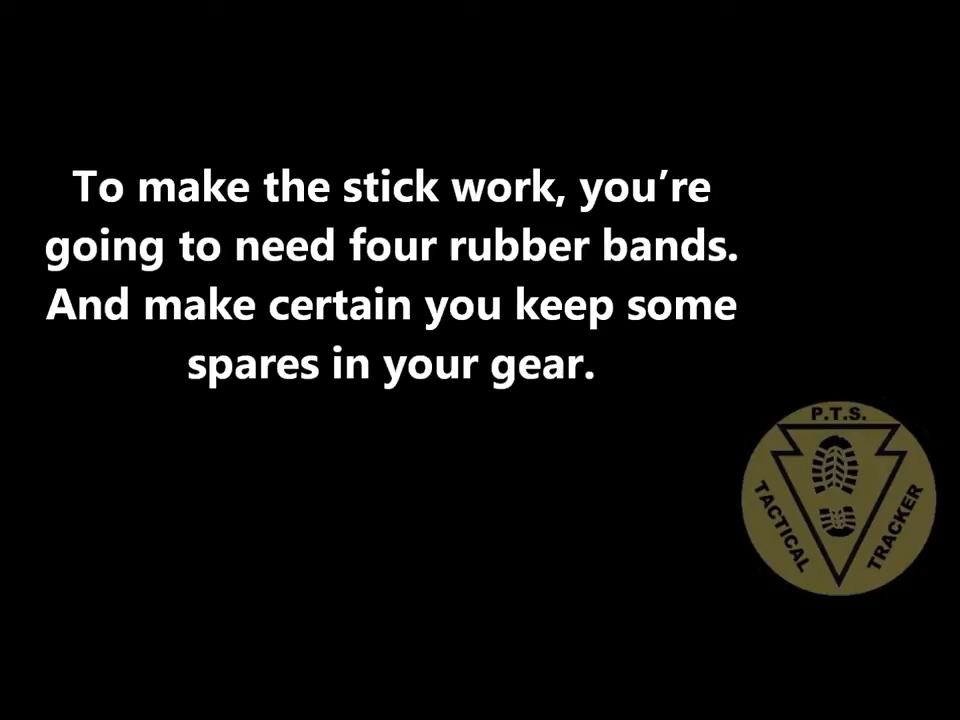 To make the stick work, you’re
going to need four rubber bands.
And make certain you keep some
spares in your gear.
P.T.S.
TACTICAL
TRACKER